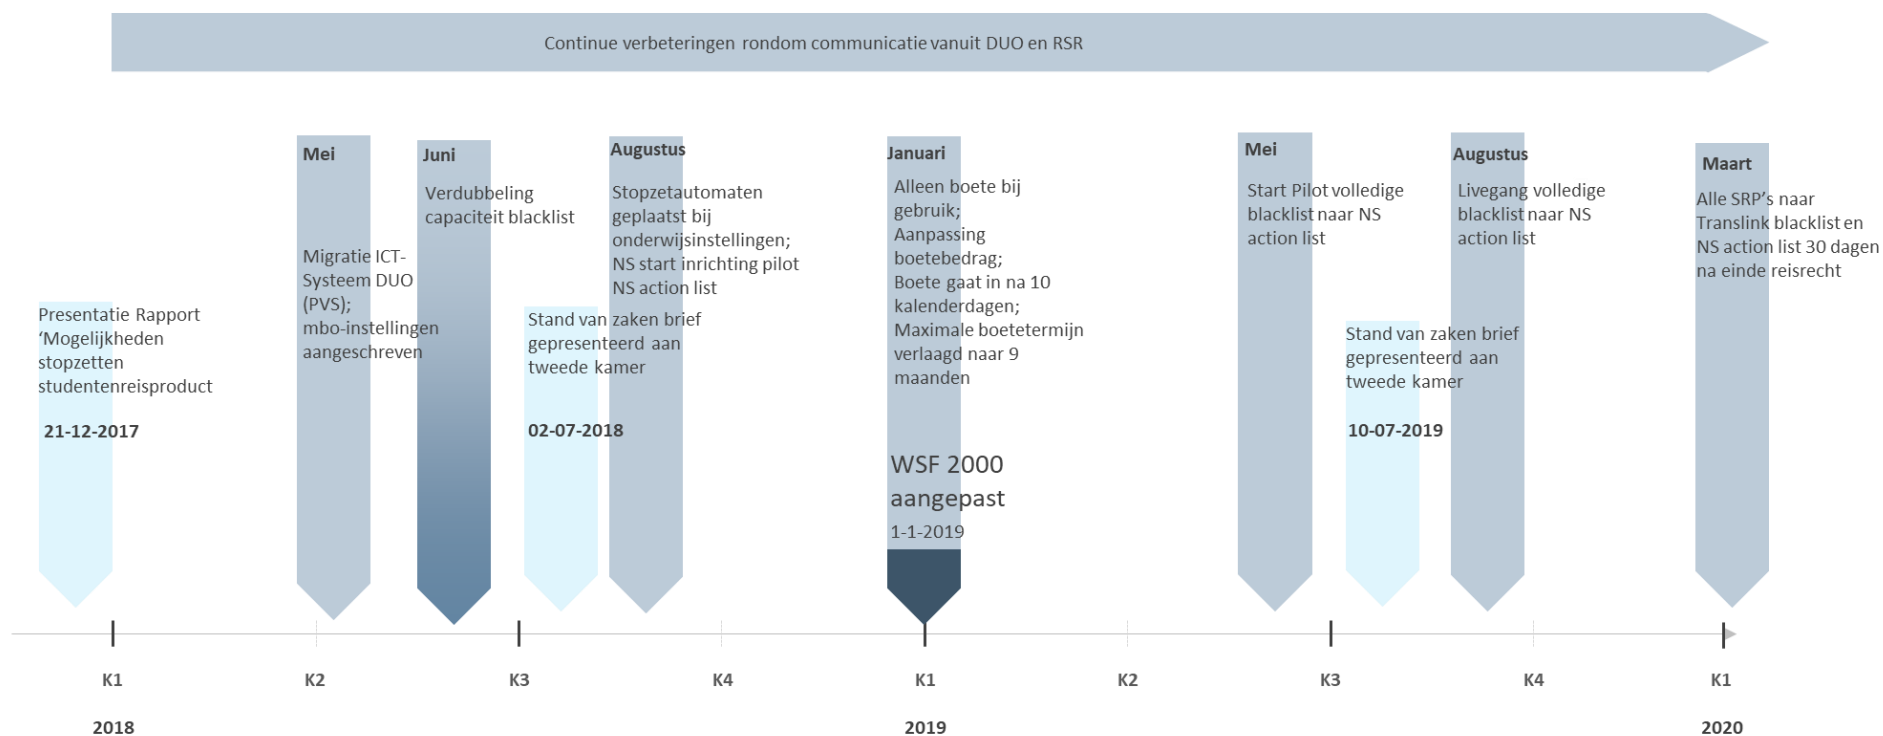 Continue verbeteringen rondom communicatie vanuit DUO en RSR
Presentatie Rapport
‘Mogelijkheden
stopzetten
studentenreisproduct
21-12-2017
Mei
Migratie ICT-
Systeem DUO
(PVS);
mbo-instellingen
aangeschreven
Juni
Verdubbeling
capaciteit blacklist
Stand van zaken brief
gepresenteerd aan
tweede kamer
02-07-2018
Augustus
Stopzetautomaten
geplaatst bij
onderwijsinstellingen;
NS start inrichting pilot
NS action list
Januari
Alleen boete bij
gebruik;
Aanpassing
boetebedrag;
Boete gaat in na 10
kalenderdagen;
Maximale boetetermijn
verlaagd naar 9
maanden
WSF 2000
aangepast
1-1-2019
Mei
Start Pilot volledige
blacklist naar NS
action list
Stand van zaken brief
gepresenteerd aan
tweede kamer
10-07-2019
Augustus
Livegang volledige
blacklist naar NS
action list
Maart
Alle SRP’s naar
Translink blacklist en
NS action list 30 dagen
na einde reisrecht
K1 K2 K3 K4 K1 K2 K3 K4 K1
2018 2019 2020